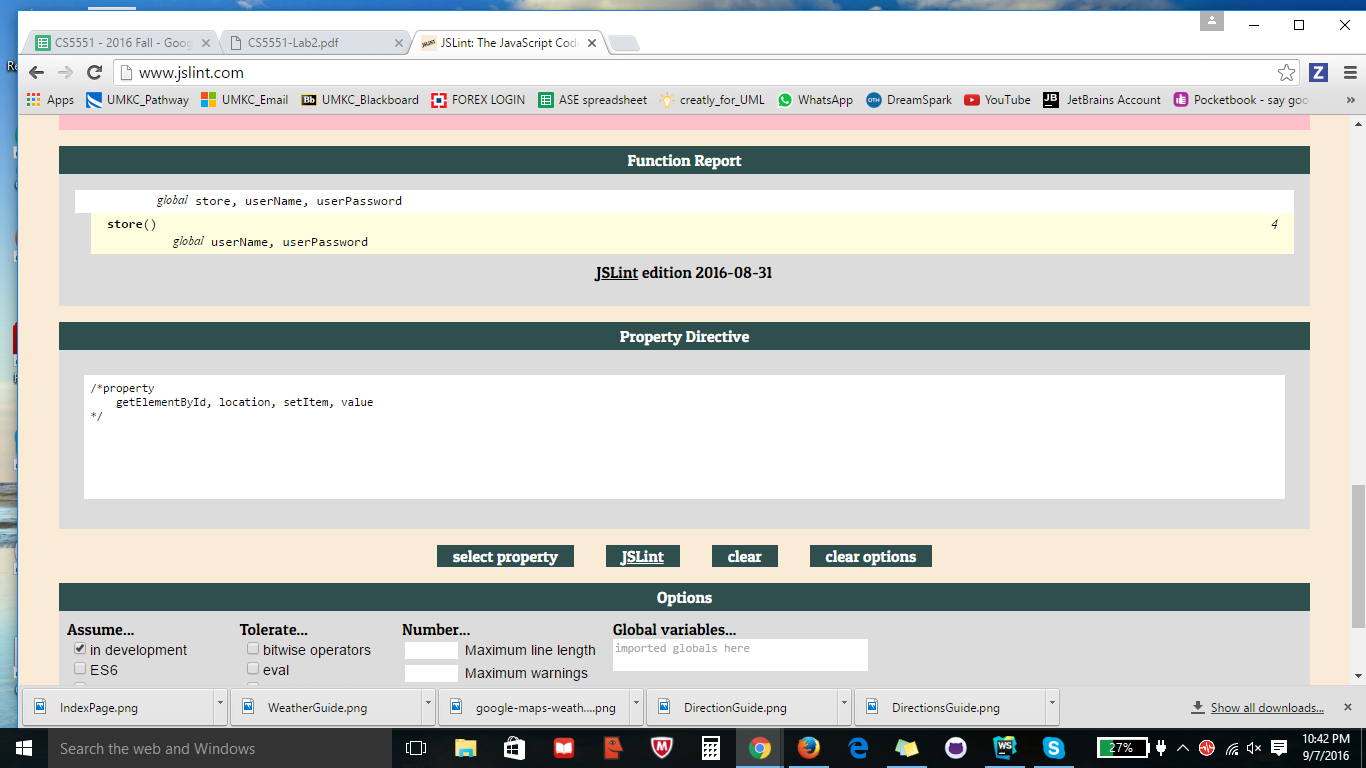 CS5551 - 2016 Fall - Goog
CS5551-Lab2.pdf
JSLint: The JavaScript Code
www.jslint.com
Apps
UMKC_Pathway
UMKC_Email
Bb UMKC_Blackboard
FOREX LOGIN
ASE spreadsheet
creatly_for_UML
WhatsApp
OTH DreamSpark
YouTube
JB JetBrains Account
Pocketbook - say goo
»
Z
Function Report
global store, userName, userPassword
store() 4
global userName, userPassword
JSLint edition 2016-08-31
Property Directive
/*property
getElementById, location, setItem, value
*/
select property
JSLint
clear
clear options
Options
Assume... Tolerate... Number... Global variables...
in development bitwise operators Maximum line length imported globals here
ES6 eval Maximum warnings
IndexPage.png
WeatherGuide.png
google-maps-weath....png
DirectionGuide.png
DirectionsGuide.png
Show all downloads...
Search the web and Windows
WS
27%
10:42 PM
9/7/2016